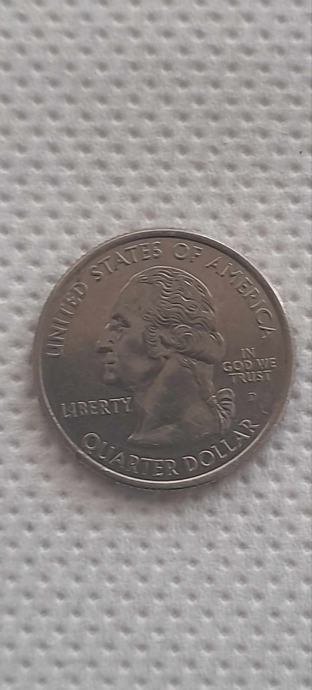 UNITED STATES OF AMERICA
LIBERTY
IN
GOD WE
TRUST
D
QUARTER DOLLAR